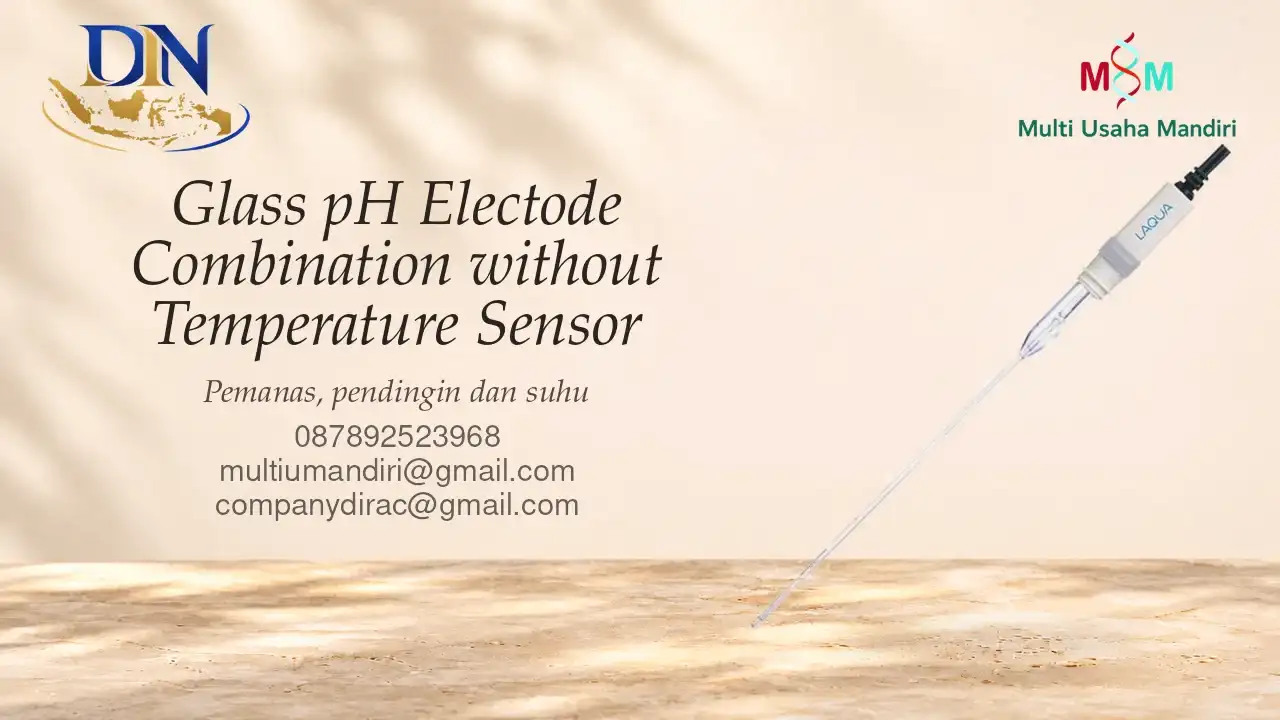 DIN
M M
Multi Usaha Mandiri
LAQUA
Glass pH Electode
Combination without
Temperature Sensor
Pemanas, pendingin dan suhu
087892523968
multiumandiri@gmail.com
companydirac@gmail.com